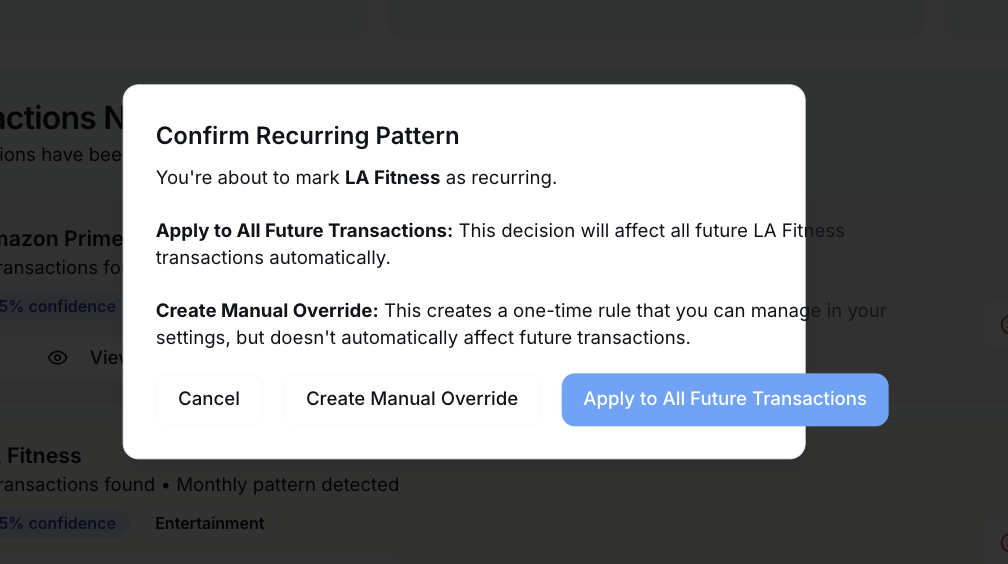 actions N
ions have bee
Confirm Recurring Pattern
You're about to mark LA Fitness as recurring.
Apply to All Future Transactions: This decision will affect all future LA Fitness
transactions automatically.
Create Manual Override: This creates a one-time rule that you can manage in your
settings, but doesn't automatically affect future transactions.
Cancel
Create Manual Override
Apply to All Future Transactions
mazon Prime
ransactions fo
5% confidence
View
Fitness
ransactions found • Monthly pattern detected
5% confidence
Entertainment